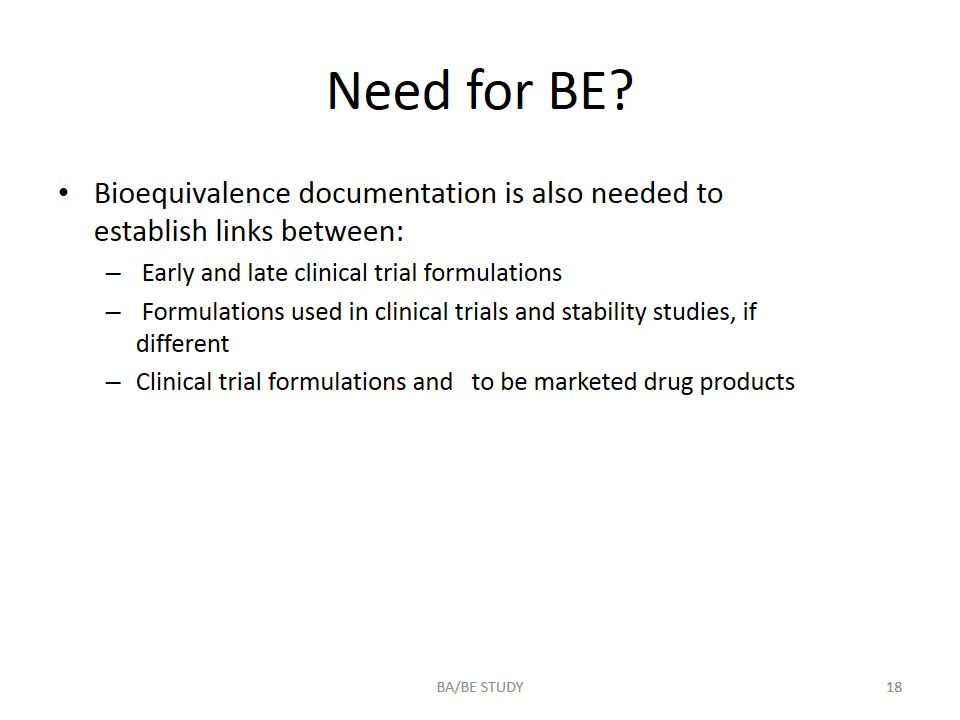 Need for BE?
• Bioequivalence documentation is also needed to
establish links between:
– Early and late clinical trial formulations
– Formulations used in clinical trials and stability studies, if
different
– Clinical trial formulations and   to be marketed drug products
BA/BE STUDY
18